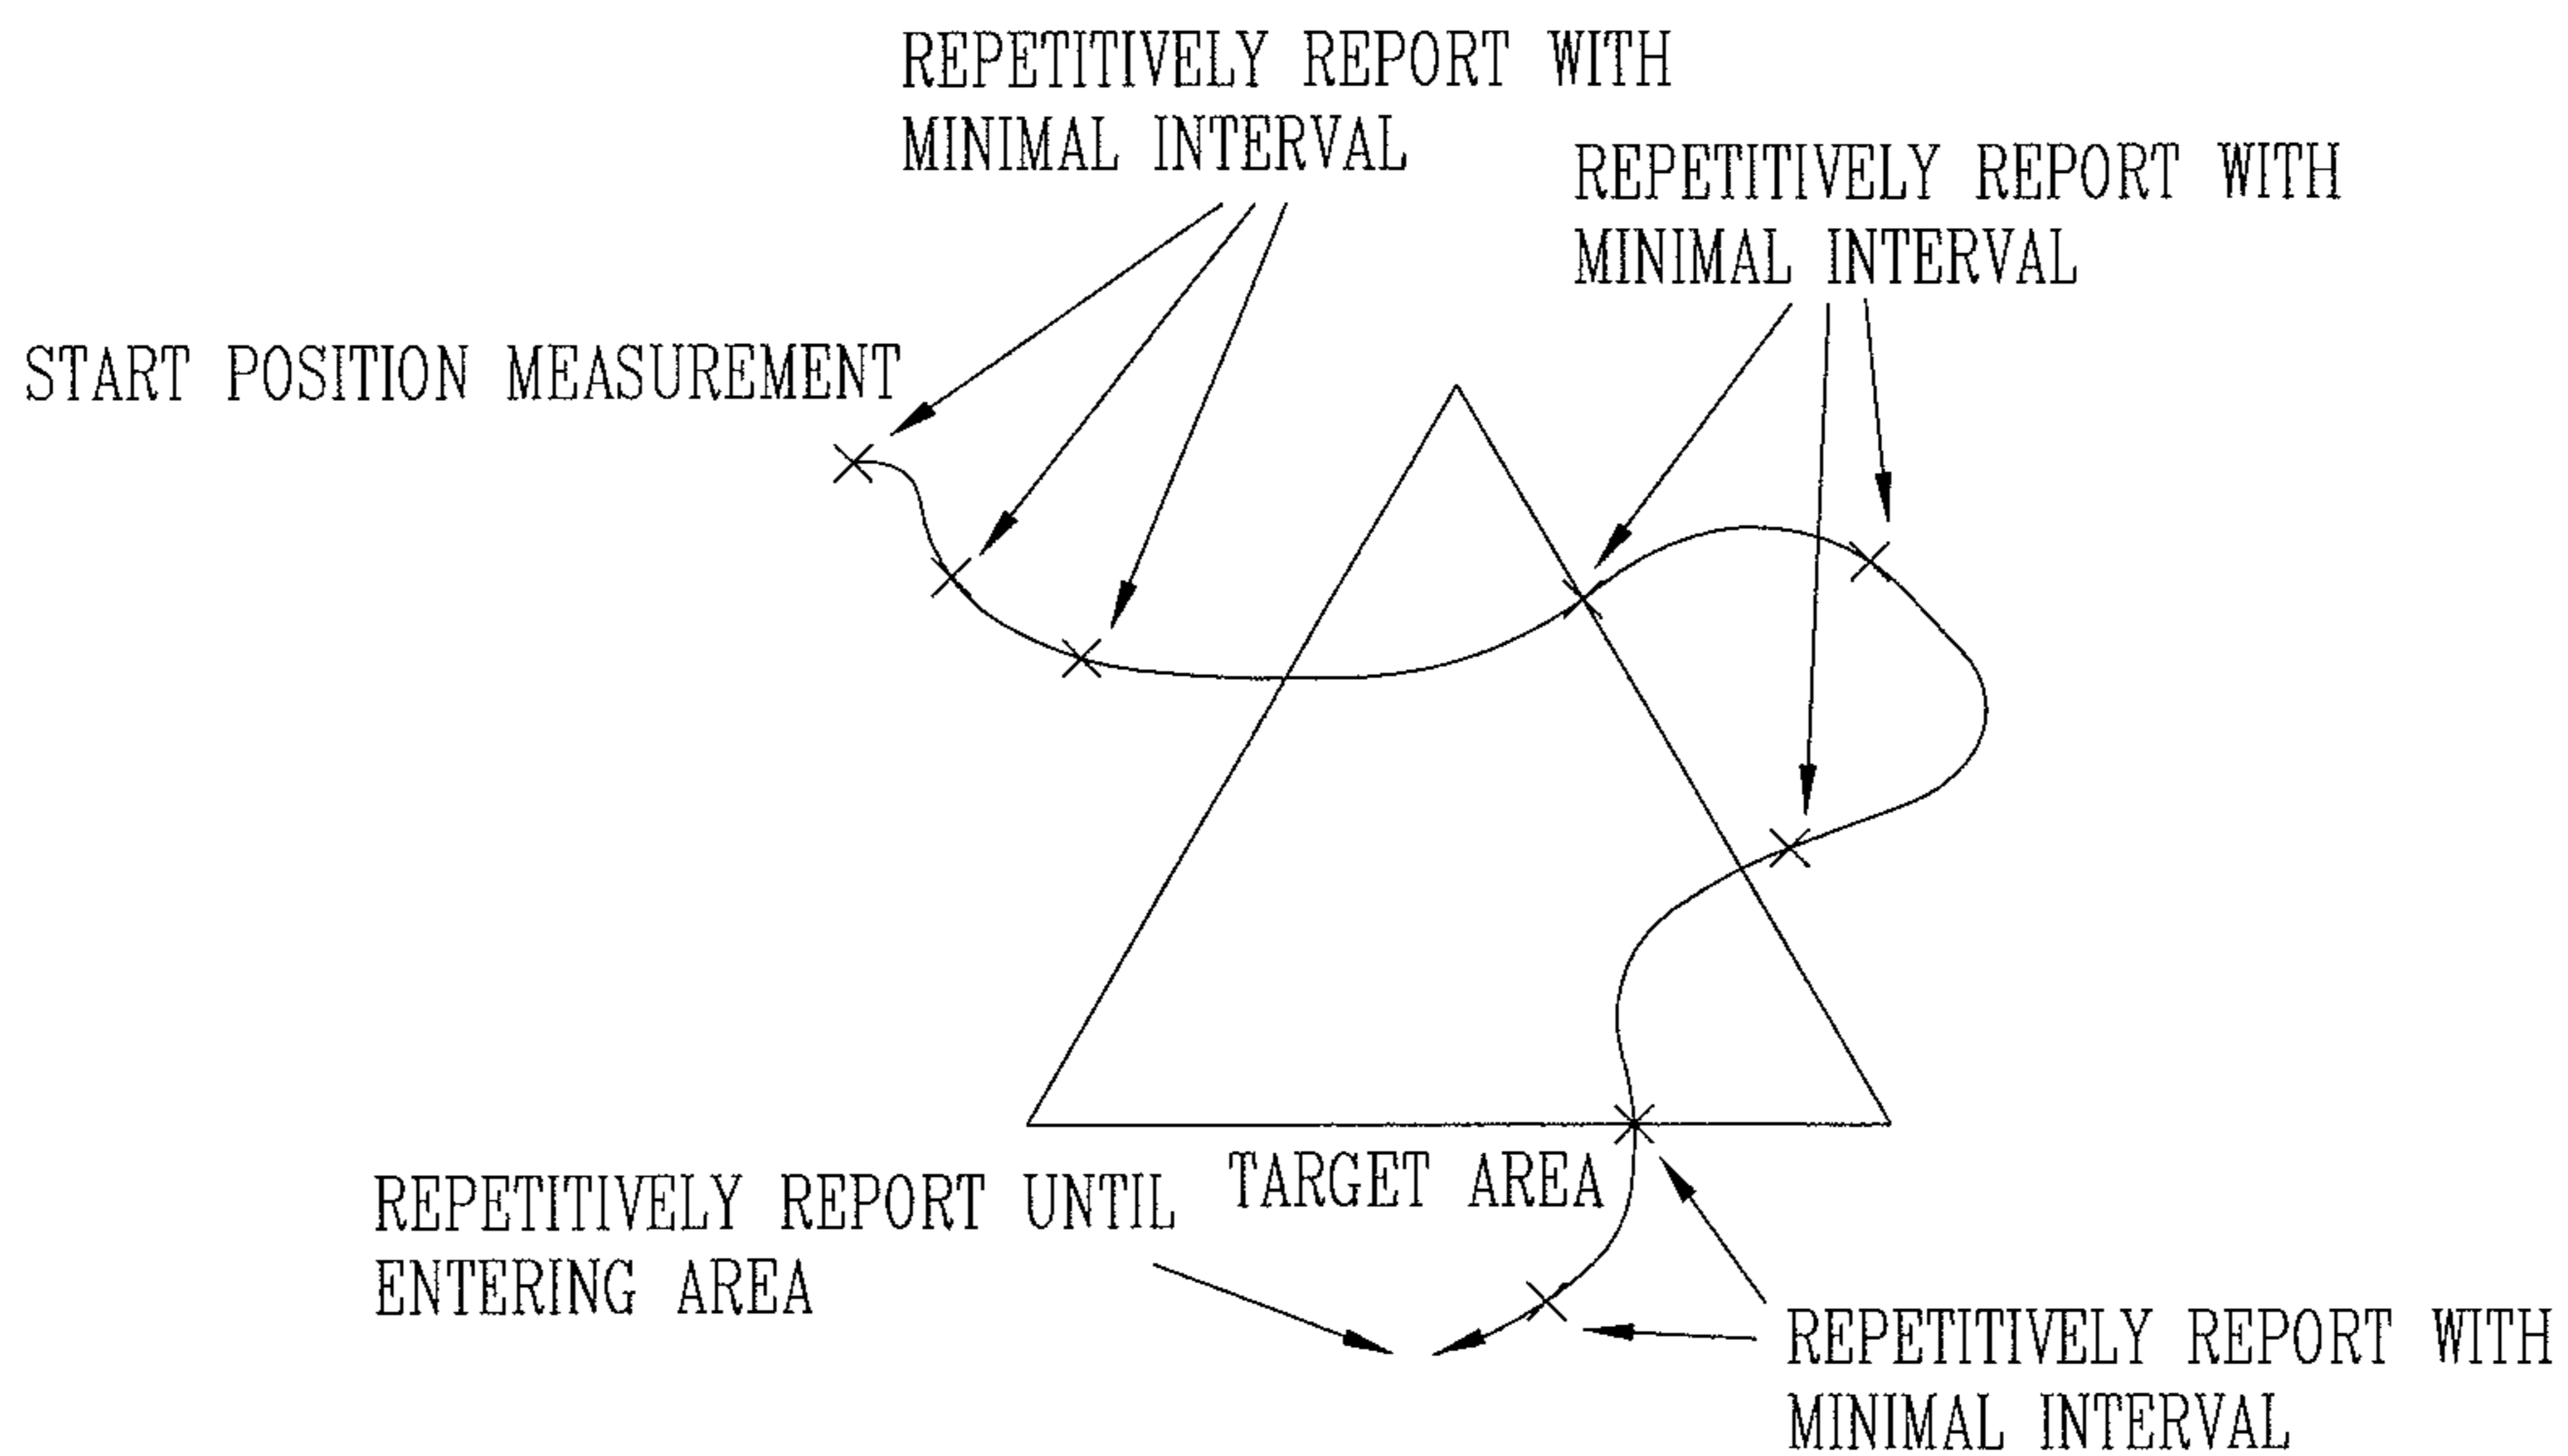 REPETITIVELY REPORT WITH
MINIMAL INTERVAL
REPETITIVELY REPORT WITH
MINIMAL INTERVAL
START POSITION MEASUREMENT
TARGET AREA
REPETITIVELY REPORT UNTIL
ENTERING AREA
REPETITIVELY REPORT WITH
MINIMAL INTERVAL